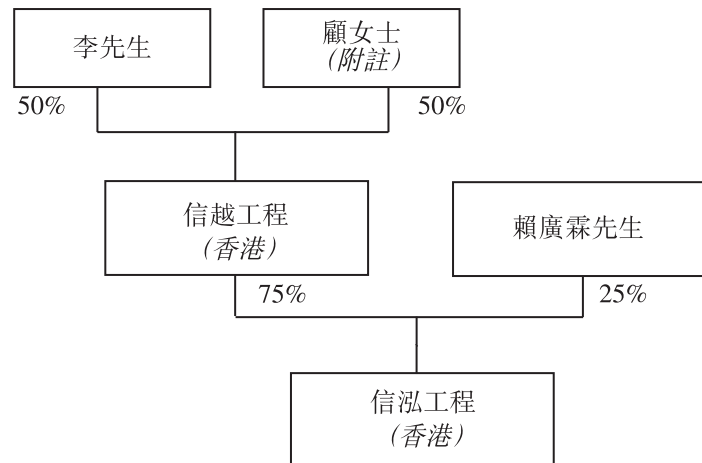 李先生
顧女士
(附註)
50%
50%
信越工程
(香港)
賴廣霖先生
75%
25%
信泓工程
(香港)